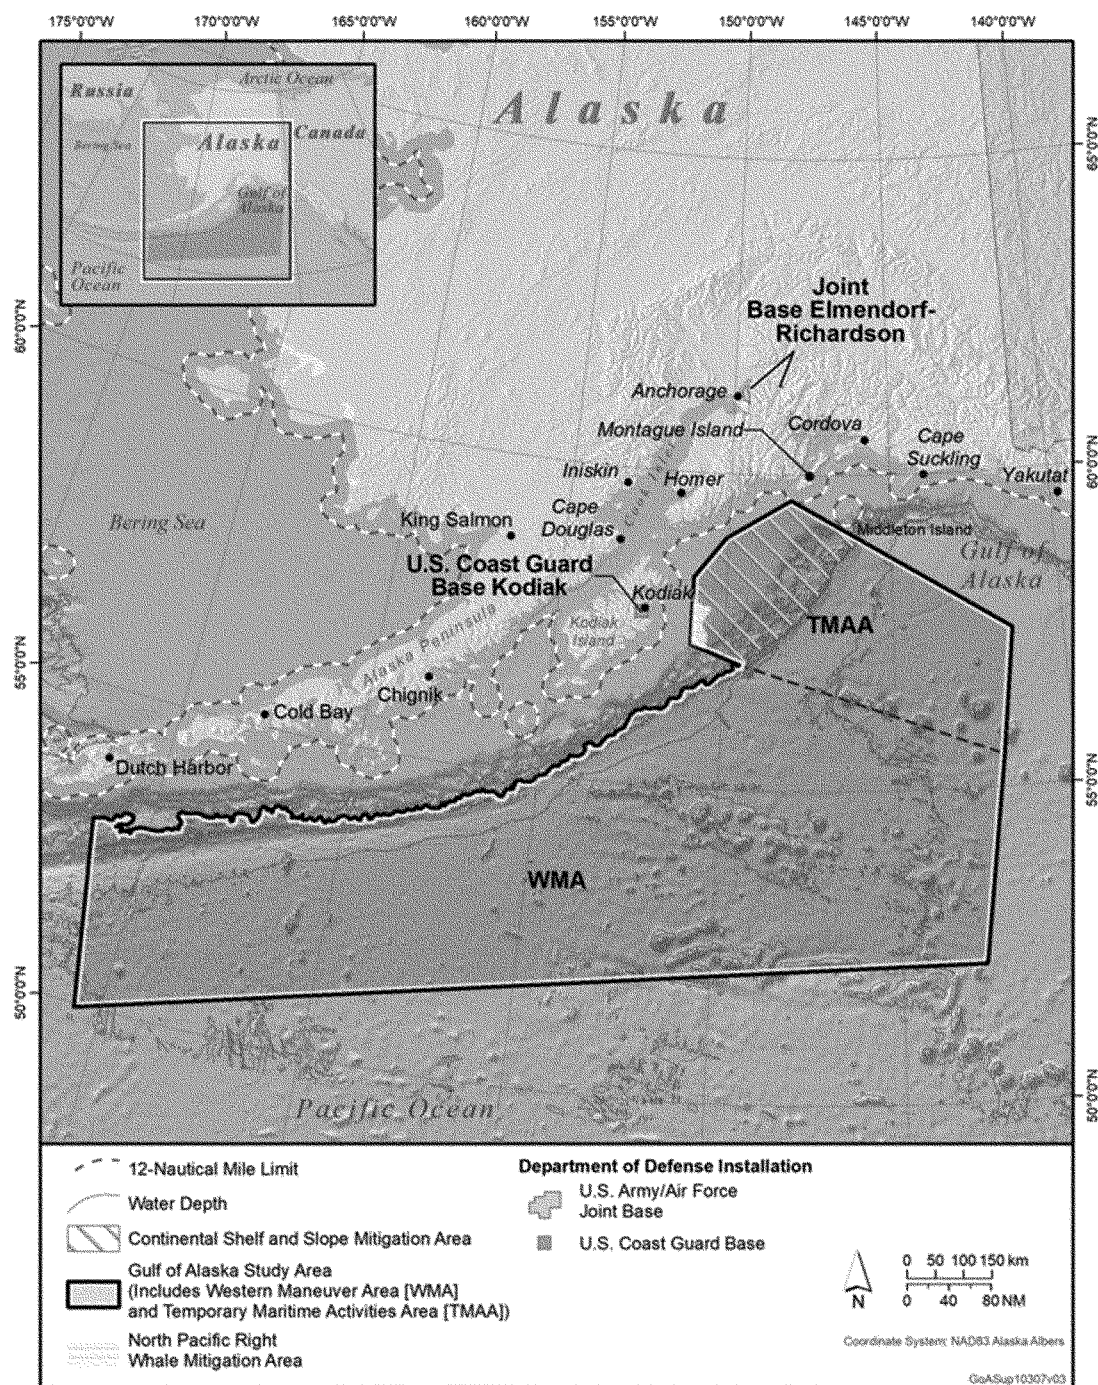 175°0'0"W 170°0'0"W 165°0'0"W 160°0'0"W 155°0'0"W 150°0'0"W 145°0'0"W 140°0'0"W
Arctic Ocean
Russia
Canada
Alaska
Bering Sea
Gulf of
Alaska
Pacific
Ocean
Alaska
65°0'0"N
60°0'0"N
Joint
Base Elmendorf-
Richardson
Anchorage
Montague Island
Cordova
Cape
Suckling
60°0'0"N
Yakutat
Iniskin
Homer
Cook Inlet
Cape
Douglas
Bering Sea
King Salmon
Middleton Island
Gulf of
Alaska
U.S. Coast Guard
Base Kodiak
Kodiak
Kodiak
Island
TMAA
Alaska Peninsula
55°0'0"N
Chignik
Cold Bay
Dutch Harbor
55°0'0"N
WMA
50°0'0"N
50°0'0"N
Pacific Ocean
12-Nautical Mile Limit
Water Depth
Continental Shelf and Slope Mitigation Area
Gulf of Alaska Study Area
(Includes Western Maneuver Area [WMA]
and Temporary Maritime Activities Area [TMAA])
North Pacific Right
Whale Mitigation Area
Department of Defense Installation
U.S. Army/Air Force
Joint Base
U.S. Coast Guard Base
N
0 50 100 150 km
0 40 80 NM
Coordinate System: NAD83 Alaska Albers
GoASup10307v03